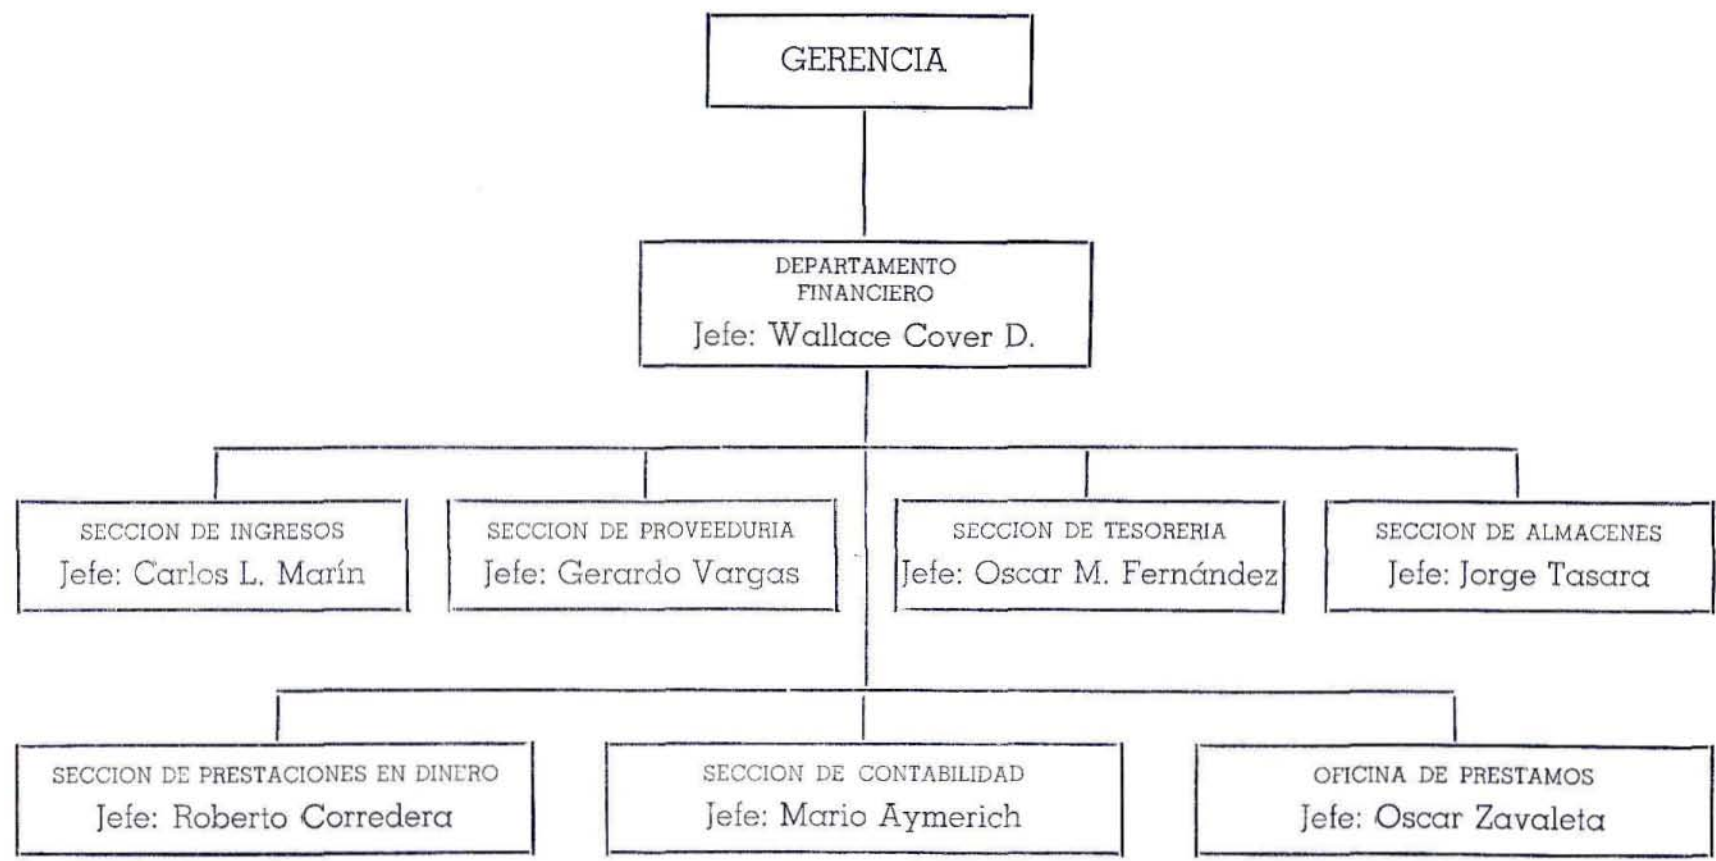 GERENCIA
DEPARTAMENTO
FINANCIERO
Jefe: Wallace Cover D.
SECCION DE INGRESOS
Jefe: Carlos L. Marín
SECCION DE PROVEEDURIA
Jefe: Gerardo Vargas
SECCION DE TESORERIA
Jefe: Oscar M. Fernández
SECCION DE ALMACENES
Jefe: Jorge Tasara
SECCION DE PRESTACIONES EN DINERO
Jefe: Roberto Corredera
SECCION DE CONTABILIDAD
Jefe: Mario Aymerich
OFICINA DE PRESTAMOS
Jefe: Oscar Zavaleta